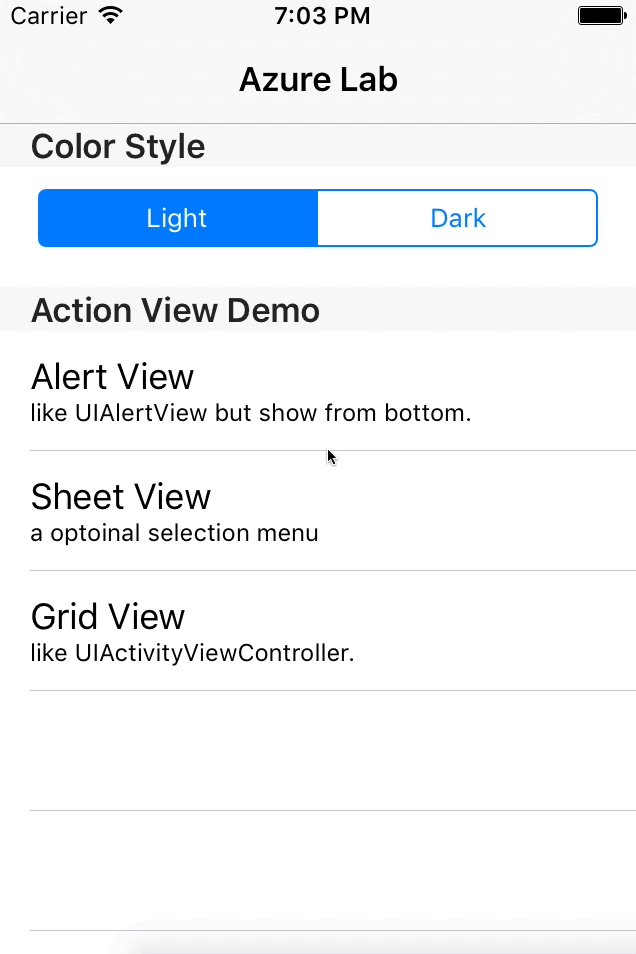 Carrier 7:03 PM
Azure Lab
Color Style
Light Dark
Action View Demo
Alert View
like UIAlertView but show from bottom.
Sheet View
a optoinal selection menu
Grid View
like UIActivityViewController.